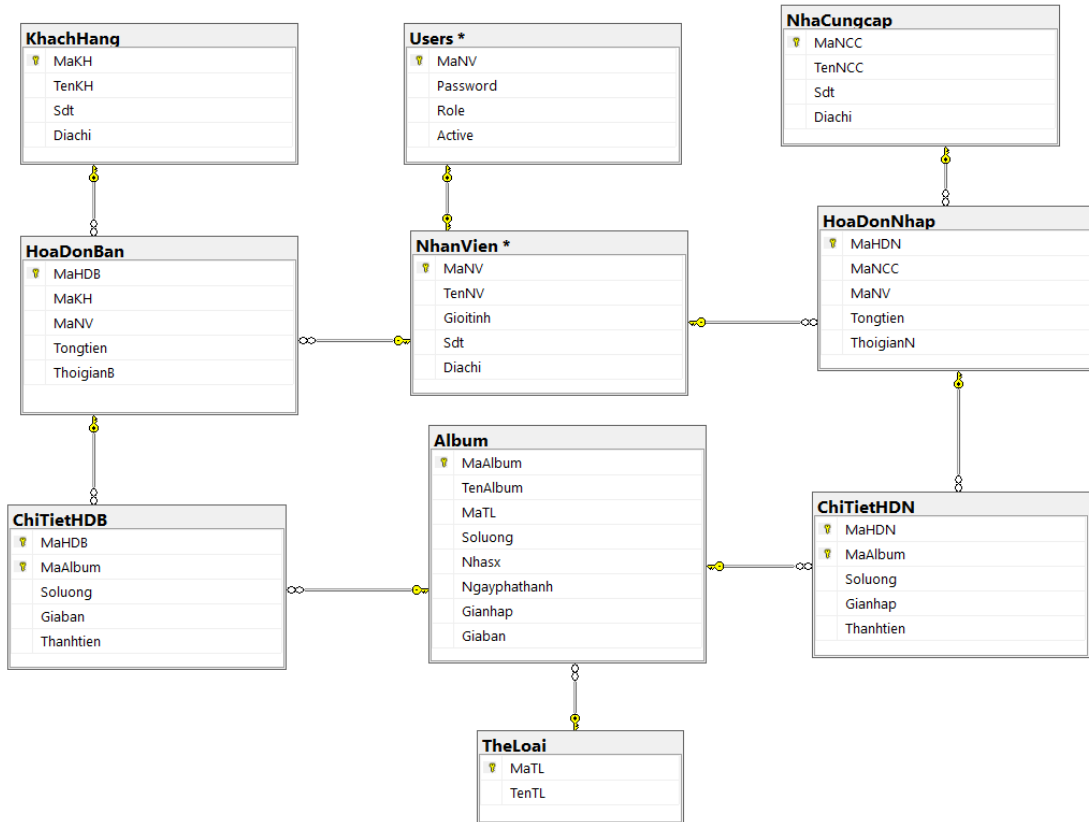 KhachHang
MaKH
TenKH
Sdt
Diachi
Users *
MaNV
Password
Role
Active
NhaCungcap
MaNCC
TenNCC
Sdt
Diachi
HoaDonBan
MaHDB
MaKH
MaNV
Tongtien
ThoigianB
NhanVien *
MaNV
TenNV
Gioitinh
Sdt
Diachi
HoaDonNhap
MaHDN
MaNCC
MaNV
Tongtien
ThoigianN
ChiTietHDB
MaHDB
MaAlbum
Soluong
Giaban
Thanhtien
Album
MaAlbum
TenAlbum
MaTL
Soluong
Nhasx
Ngayphathanh
Gianhap
Giaban
ChiTietHDN
MaHDN
MaAlbum
Soluong
Gianhap
Thanhtien
TheLoai
MaTL
TenTL